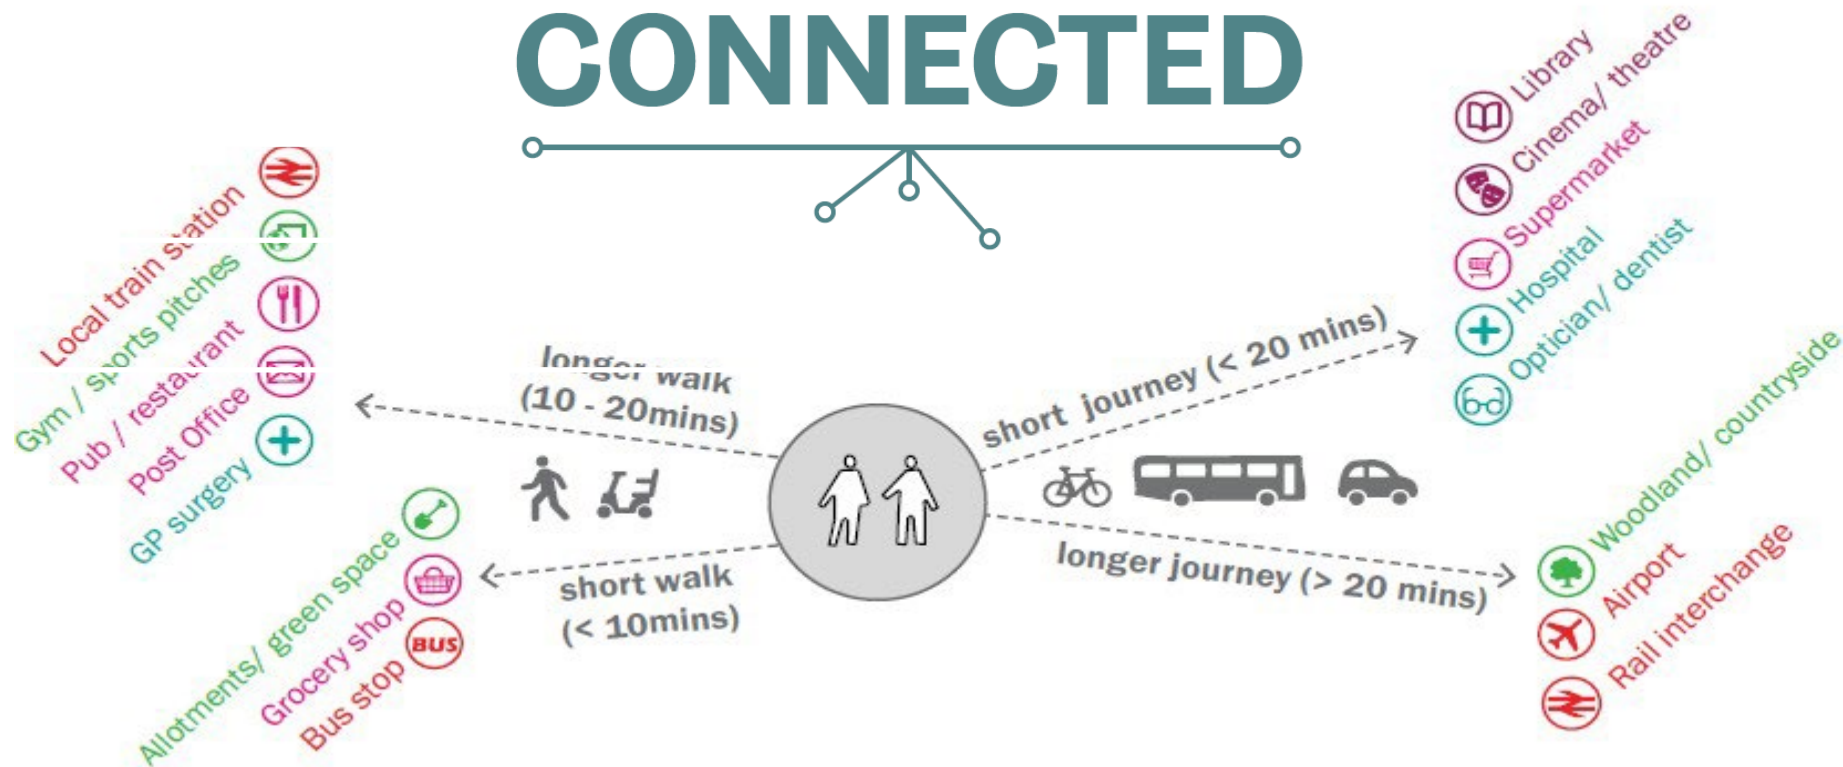 CONNECTED
Local train station
Gym / sports pitches
Pub / restaurant
Post Office
GP surgery
longer walk
(10 - 20mins)
Allotments/ green space
Grocery shop
Bus stop
BUS
short walk
(< 10mins)
short journey (< 20 mins)
Library
Cinema/ theatre
Supermarket
Hospital
Optician/ dentist
longer journey (> 20 mins)
Woodland/ countryside
Airport
Rail interchange